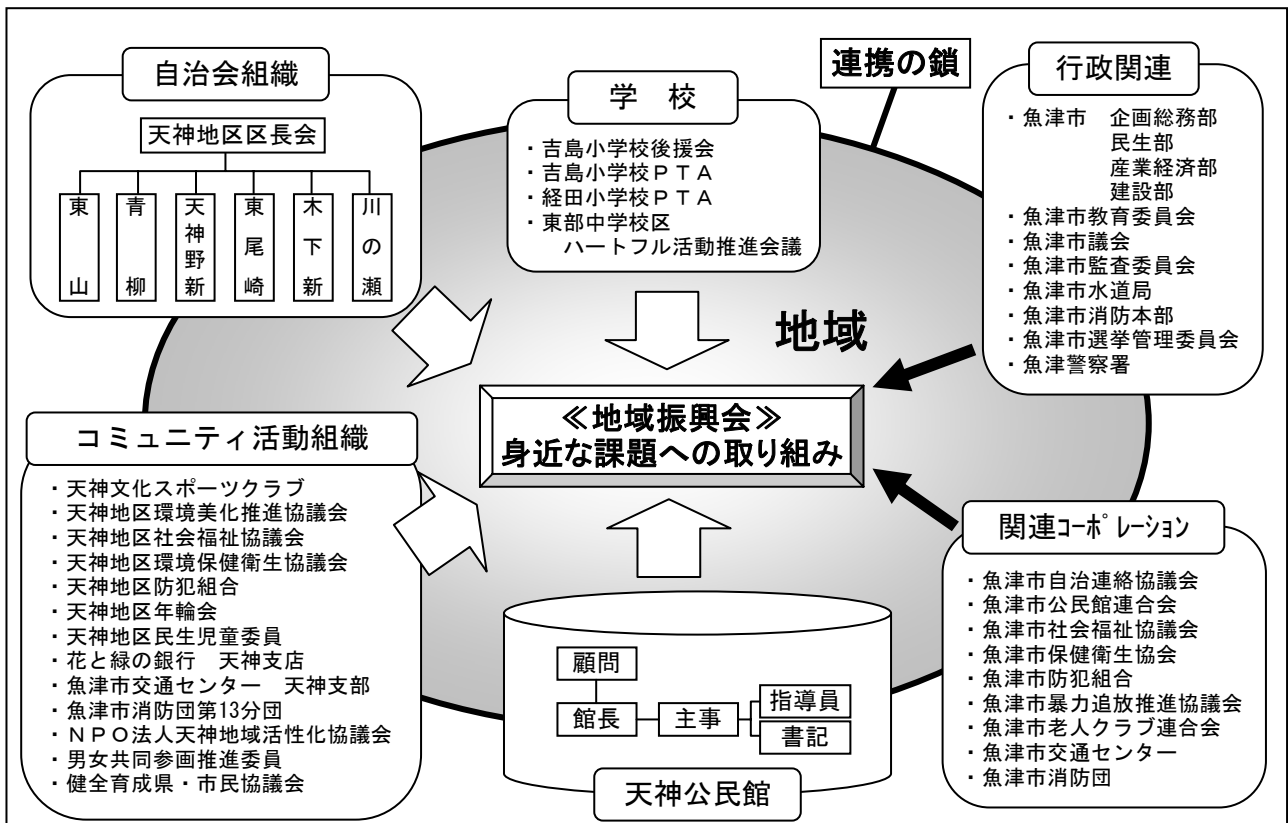 自治会組織
天神地区区長会
東山
青柳
天神野新
東尾崎
木下新
川の瀬
学　校
・吉島小学校後援会
・吉島小学校ＰＴＡ
・経田小学校ＰＴＡ
・東部中学校区
ハートフル活動推進会議
連携の鎖
行政関連
・魚津市　企画総務部
民生部
産業経済部
建設部
・魚津市教育委員会
・魚津市議会
・魚津市監査委員会
・魚津市水道局
・魚津市消防本部
・魚津市選挙管理委員会
・魚津警察署
地域
≪地域振興会≫
身近な課題への取り組み
コミュニティ活動組織
・天神文化スポーツクラブ
・天神地区環境美化推進協議会
・天神地区社会福祉協議会
・天神地区環境保健衛生協議会
・天神地区防犯組合
・天神地区年輪会
・天神地区民生児童委員
・花と緑の銀行　天神支店
・魚津市交通センター　天神支部
・魚津市消防団第13分団
・ＮＰＯ法人天神地域活性化協議会
・男女共同参画推進委員
・健全育成県・市民協議会
顧問
館長
主事
指導員
書記
天神公民館
関連ｺｰﾎﾟﾚｰｼｮﾝ
・魚津市自治連絡協議会
・魚津市公民館連合会
・魚津市社会福祉協議会
・魚津市保健衛生協会
・魚津市防犯組合
・魚津市暴力追放推進協議会
・魚津市老人クラブ連合会
・魚津市交通センター
・魚津市消防団